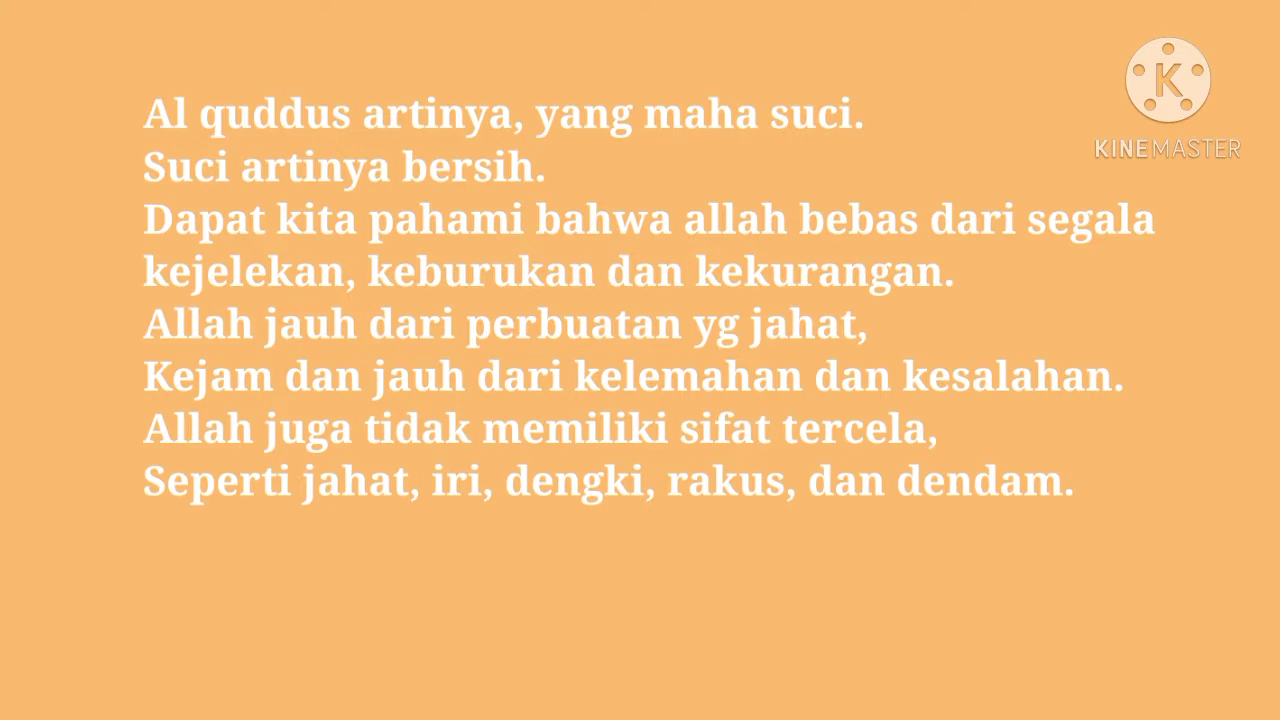 Al quddus artinya, yang maha suci.
Suci artinya bersih.
Dapat kita pahami bahwa allah bebas dari segala
kejelekan, keburukan dan kekurangan.
Allah jauh dari perbuatan yg jahat,
Kejam dan jauh dari kelemahan dan kesalahan.
Allah juga tidak memiliki sifat tercela,
Seperti jahat, iri, dengki, rakus, dan dendam.
K
KINEMASTER